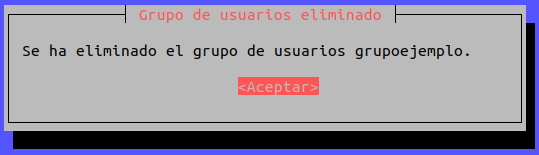 Grupo de usuarios eliminado
Se ha eliminado el grupo de usuarios grupoejemplo.
<Aceptar>